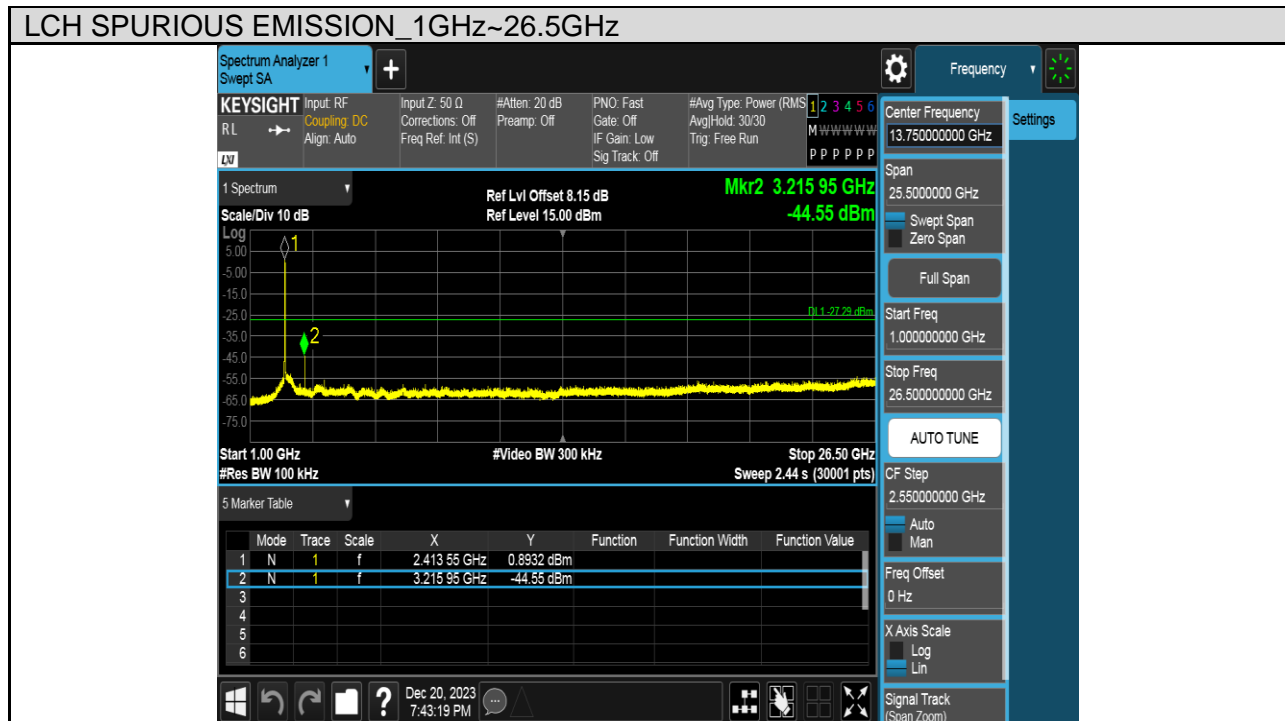 LCH SPURIOUS EMISSION_1GHz~26.5GHz
Spectrum Analyzer 1
Swept SA
Frequency
KEYSIGHT
R L
LXI
Input: RF
Coupling: DC
Align: Auto
Input Z: 50 Ω
Corrections: Off
Freq Ref: Int (S)
#Atten: 20 dB
Preamp: Off
PNO: Fast
Gate: Off
IF Gain: Low
Sig Track: Off
#Avg Type: Power (RMS
Avg|Hold: 30/30
Trig: Free Run
1 2 3 4 5 6
M W W W W W
P P P P P P
1 Spectrum
Scale/Div 10 dB
Ref Lvl Offset 8.15 dB
Ref Level 15.00 dBm
Mkr2 3.215 95 GHz
-44.55 dBm
Log
5.00
-5.00
-15.0
-25.0
-35.0
-45.0
-55.0
-65.0
-75.0
1
2
DL1 -27.29 dBm
Start 1.00 GHz
#Res BW 100 kHz
#Video BW 300 kHz
Stop 26.50 GHz
Sweep 2.44 s (30001 pts)
5 Marker Table
Mode Trace Scale X Y Function Function Width Function Value
1 N 1 f 2.413 55 GHz 0.8932 dBm
2 N 1 f 3.215 95 GHz -44.55 dBm
3
4
5
6
?
Dec 20, 2023
7:43:19 PM
Center Frequency
13.750000000 GHz
Settings
Span
25.5000000 GHz
Swept Span
Zero Span
Full Span
Start Freq
1.000000000 GHz
Stop Freq
26.500000000 GHz
AUTO TUNE
CF Step
2.550000000 GHz
Auto
Man
Freq Offset
0 Hz
X Axis Scale
Log
Lin
Signal Track
(Span Zoom)